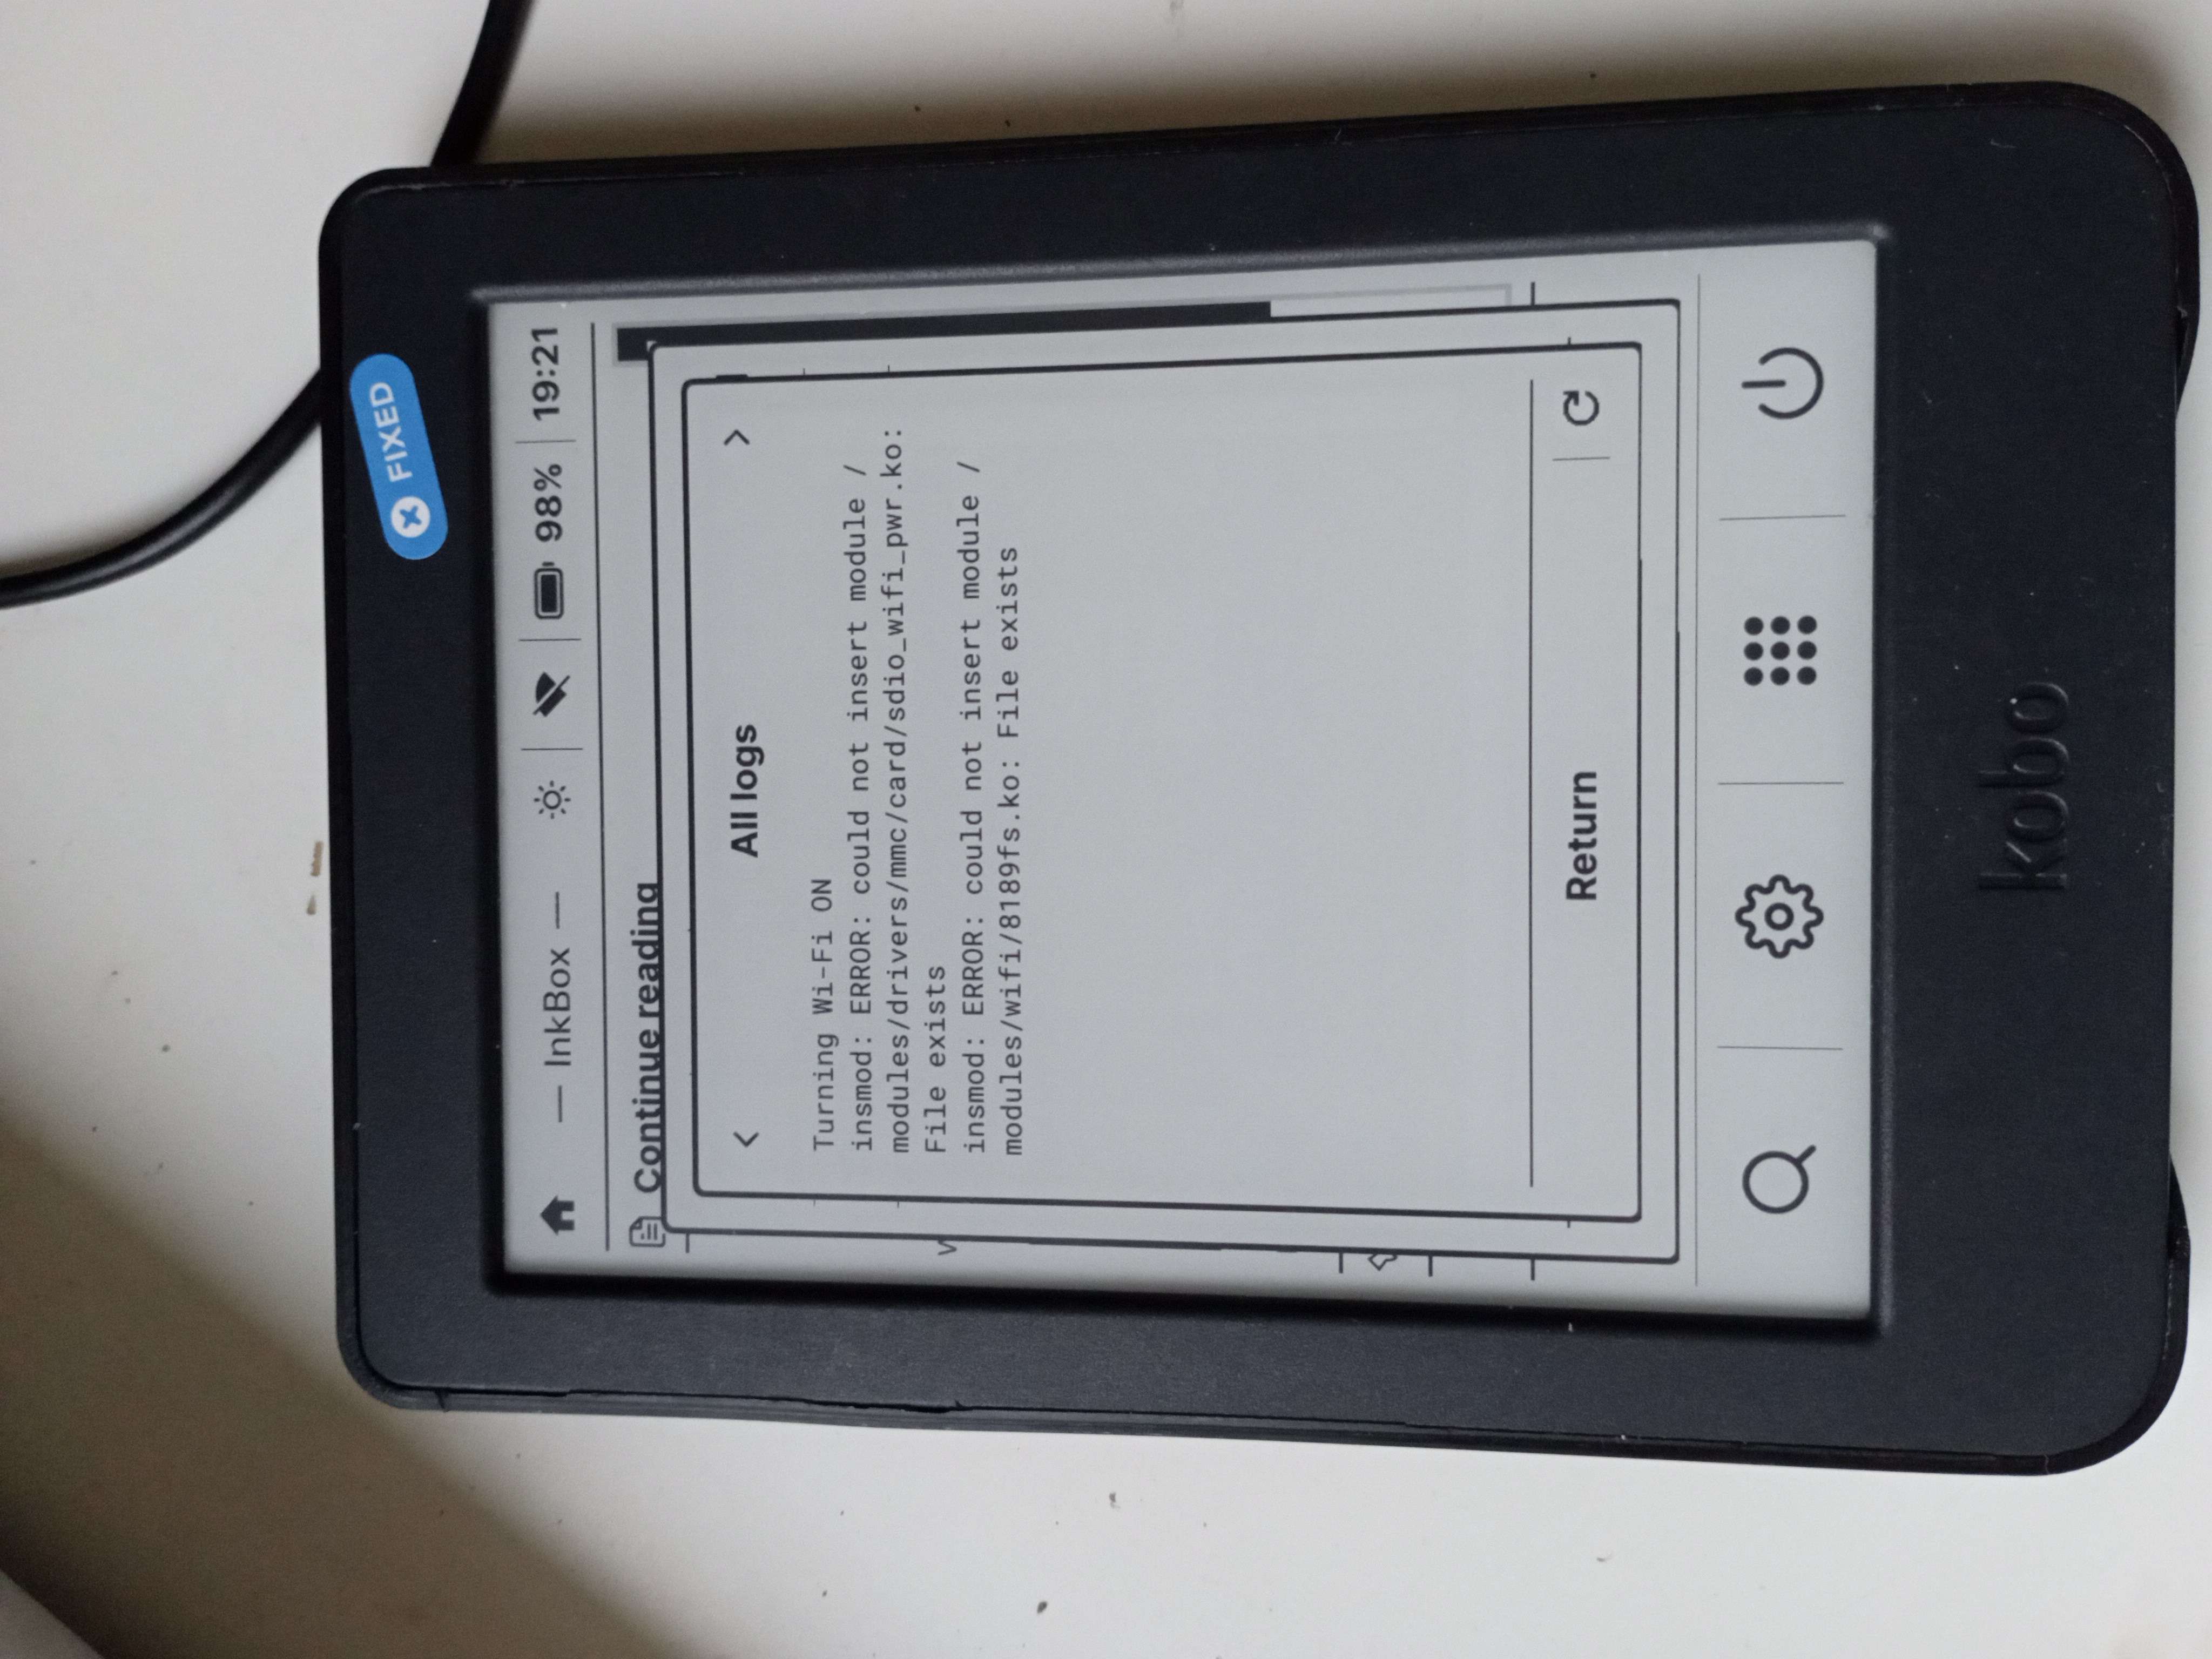 FIXED
InkBox
98%
19:21
Continue reading
All logs
Turning Wi-Fi ON
insmod: ERROR: could not insert module /
modules/drivers/mmc/card/sdio_wifi_pwr.ko:
File exists
insmod: ERROR: could not insert module /
modules/wifi/8189fs.ko: File exists
Return
kobo